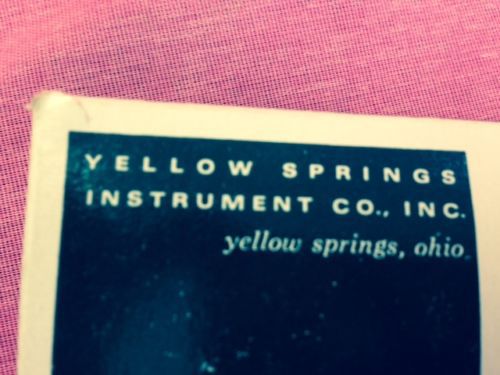 YELLOW SPRINGS
INSTRUMENT CO., INC.
yellow springs, ohio